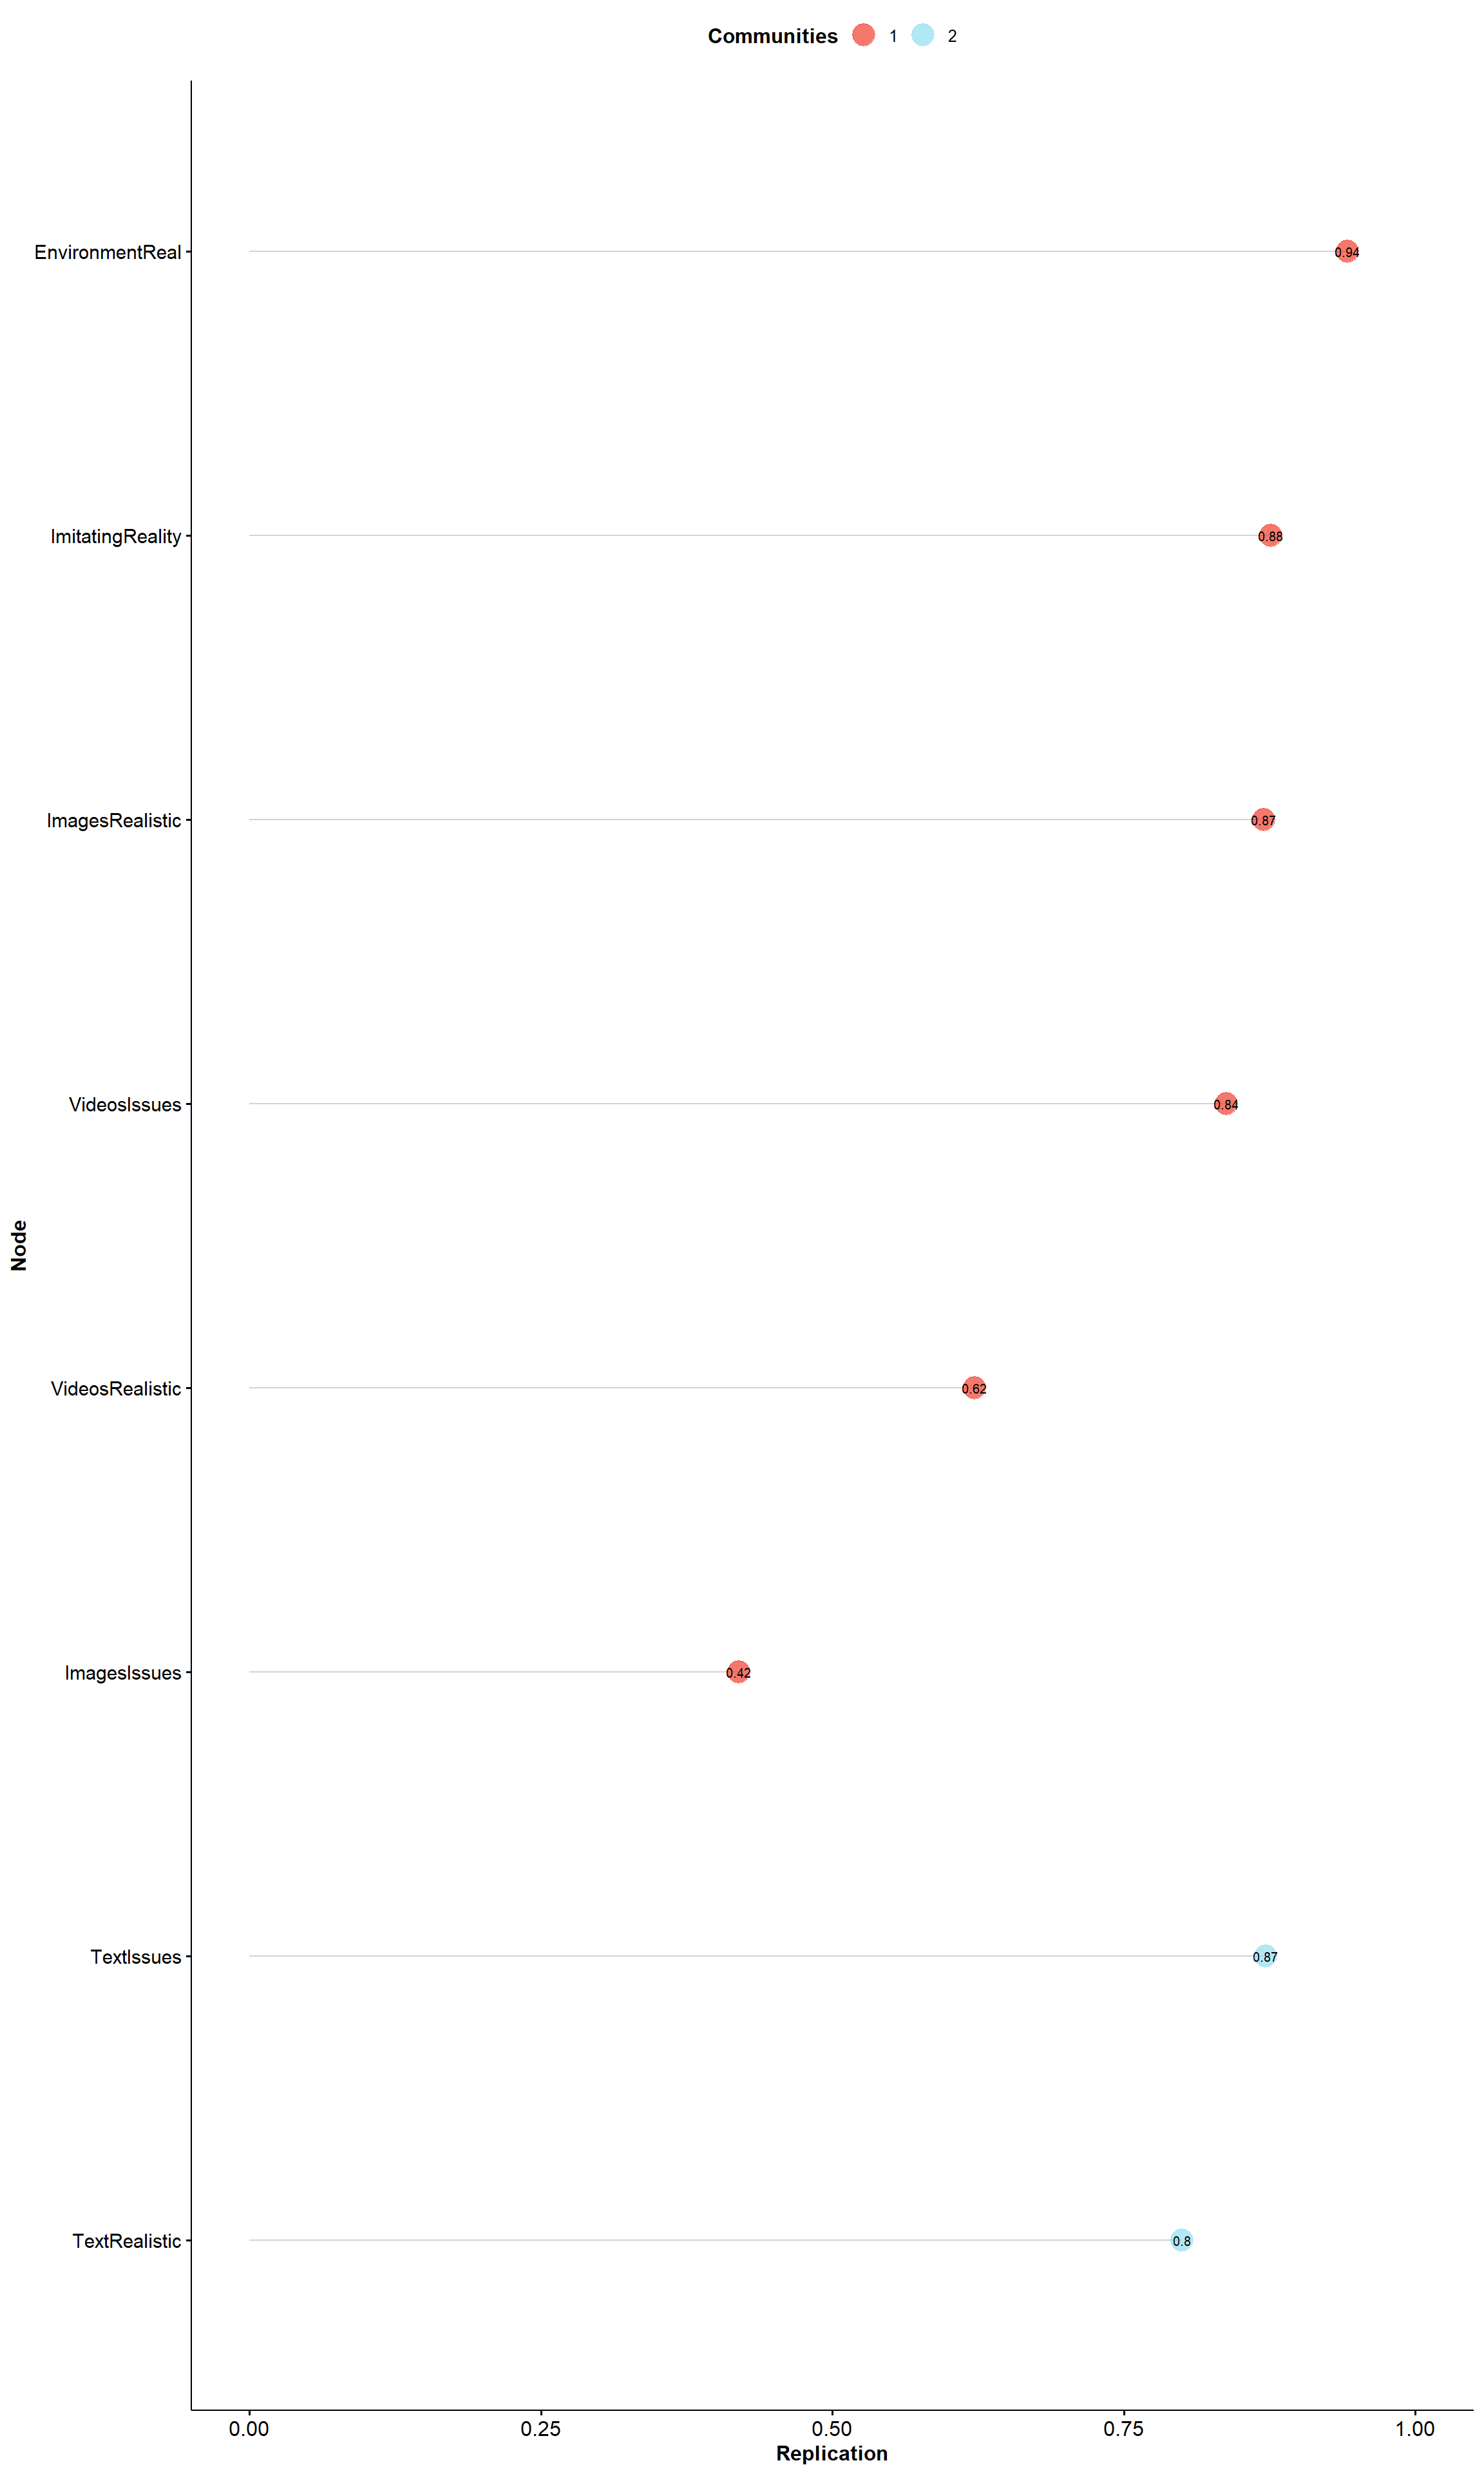 Communities 1 2
EnvironmentReal 0.94
ImitatingReality 0.88
ImagesRealistic 0.87
VideosIssues 0.84
Node
VideosRealistic 0.62
ImagesIssues 0.42
TextIssues 0.87
TextRealistic 0.8
0.00 0.25 0.50 0.75 1.00
Replication